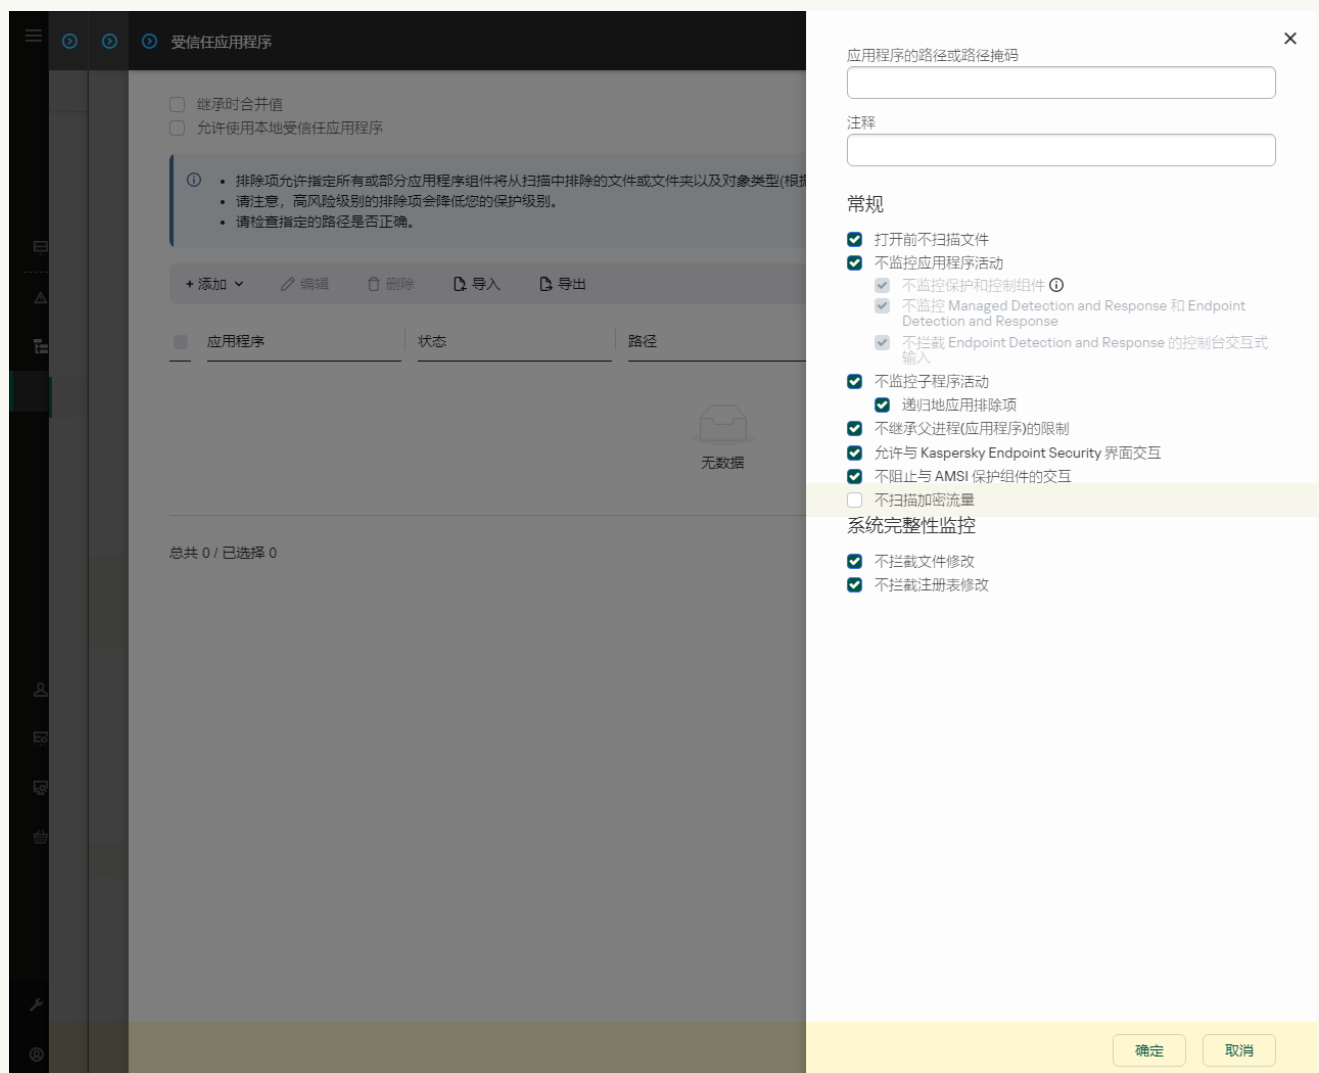 受信任应用程序
继承时合并值
允许使用本地受信任应用程序
• 排除项允许指定所有或部分应用程序组件将从扫描中排除的文件或文件夹以及对象类型(根据
• 请注意，高风险级别的排除项会降低您的保护级别。
• 请检查指定的路径是否正确。
+ 添加 编辑 删除 导入 导出
应用程序 状态 路径
无数据
总共 0 / 已选择 0
应用程序的路径或路径掩码
注释
常规
打开前不扫描文件
不监控应用程序活动
不监控保护和控制组件
不监控 Managed Detection and Response 和 Endpoint
Detection and Response
不拦截 Endpoint Detection and Response 的控制台交互式
输入
不监控子程序活动
递归地应用排除项
不继承父进程(应用程序)的限制
允许与 Kaspersky Endpoint Security 界面交互
不阻止与 AMSI 保护组件的交互
不扫描加密流量
系统完整性监控
不拦截文件修改
不拦截注册表修改
确定 取消